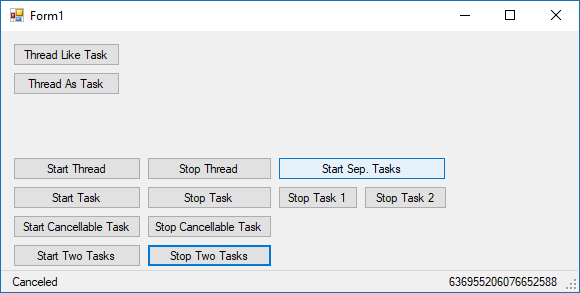 Form1
Thread Like Task
Thread As Task
Start Thread Stop Thread Start Sep. Tasks
Start Task Stop Task Stop Task 1 Stop Task 2
Start Cancellable Task Stop Cancellable Task
Start Two Tasks Stop Two Tasks
Canceled 636955206076652588